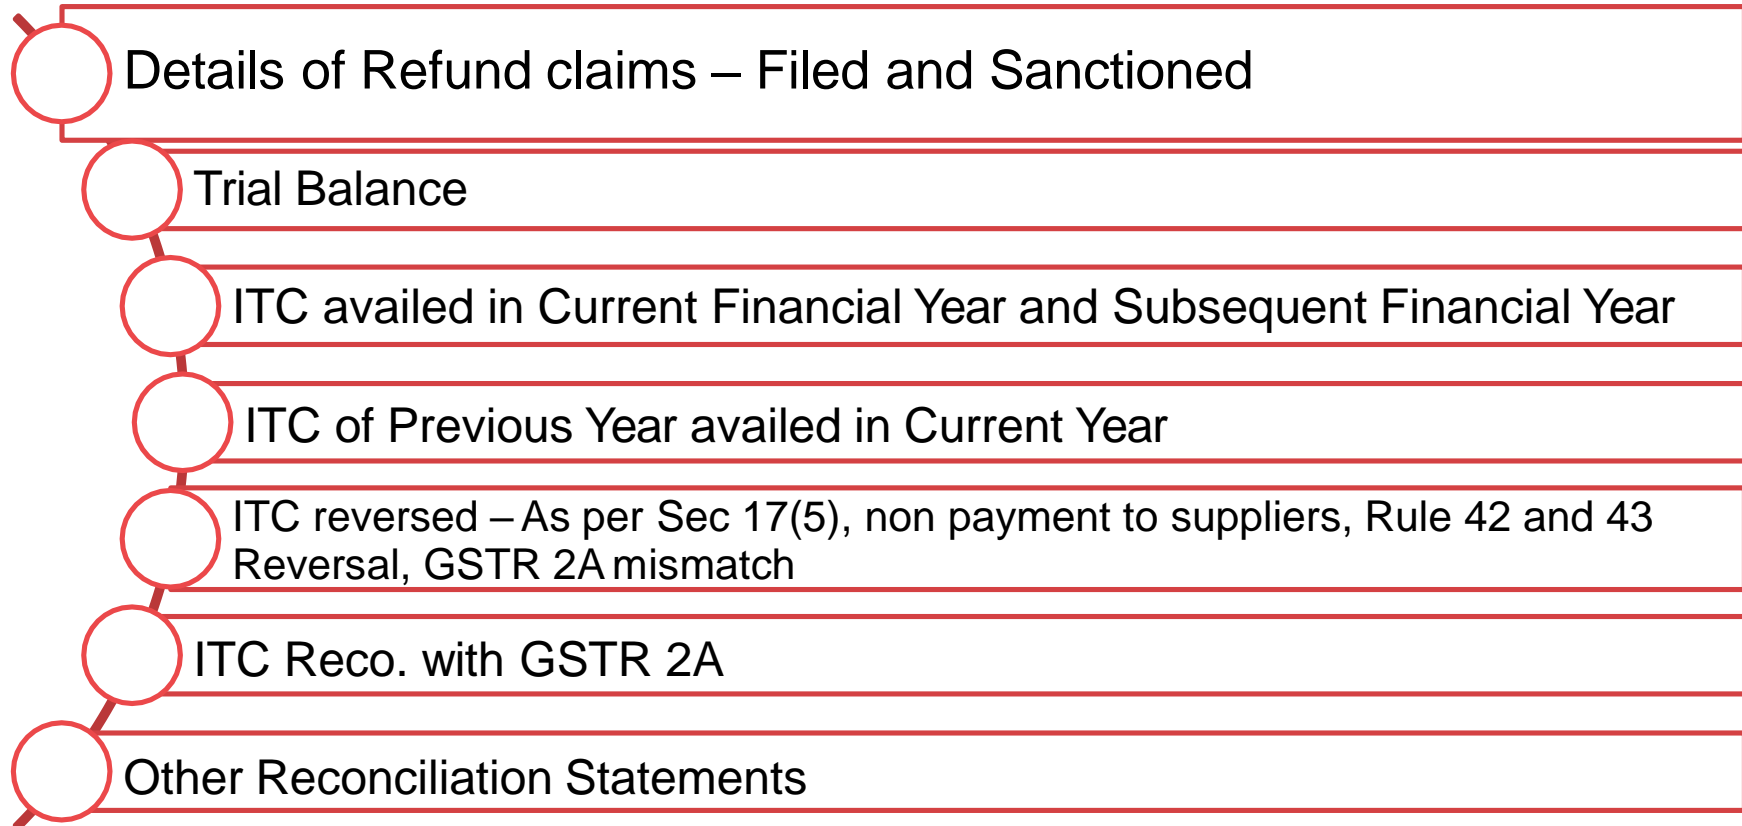 Details of Refund claims – Filed and Sanctioned
Trial Balance
ITC availed in Current Financial Year and Subsequent Financial Year
ITC of Previous Year availed in Current Year
ITC reversed – As per Sec 17(5), non payment to suppliers, Rule 42 and 43
Reversal, GSTR 2A mismatch
ITC Reco. with GSTR 2A
Other Reconciliation Statements